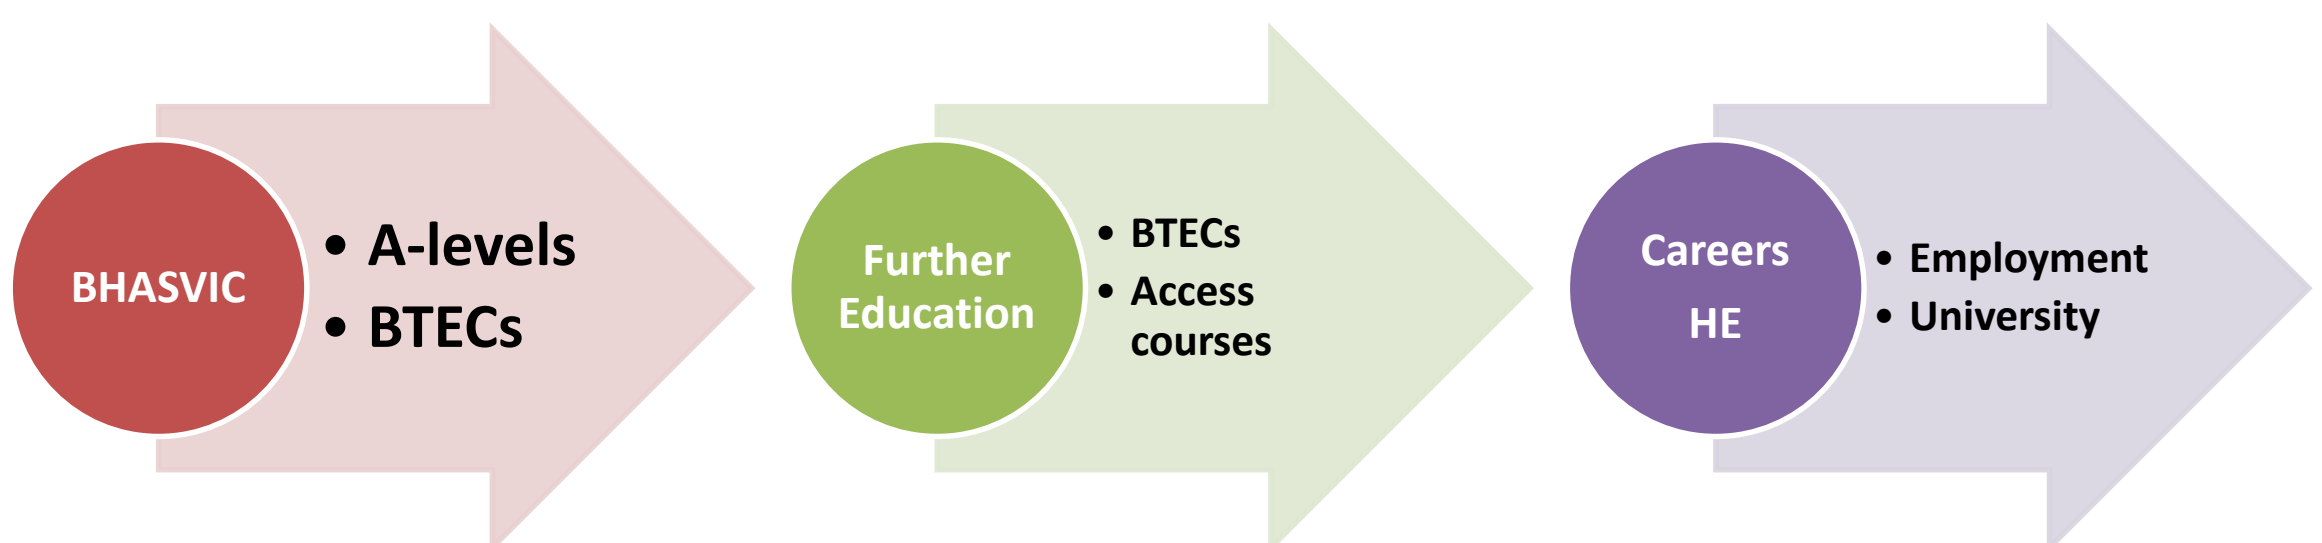 BHASVIC
• A-levels
• BTECs
Further
Education
• BTECs
• Access
courses
Careers
HE
• Employment
• University